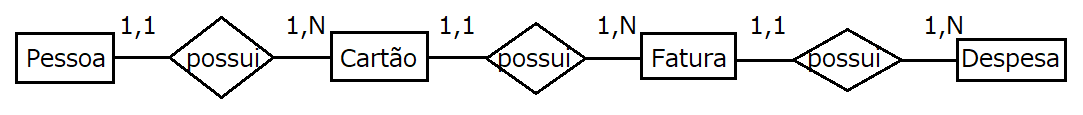 1,1 1,N 1,1 1,N 1,1 1,N
Pessoa possui Cartão possui Fatura possui Despesa